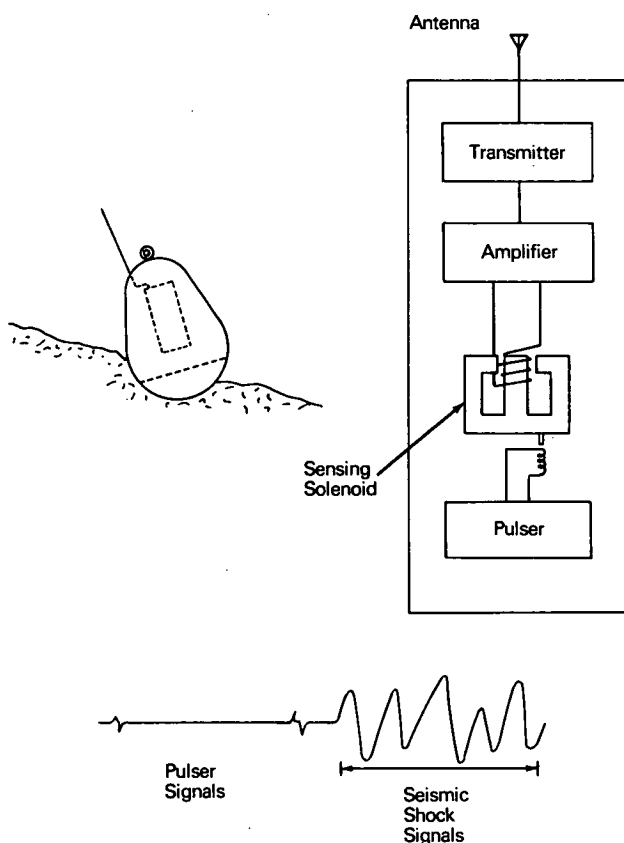 Antenna
Transmitter
Amplifier
Sensing
Solenoid
Pulser
Pulser
Signals
Seismic
Shock
Signals